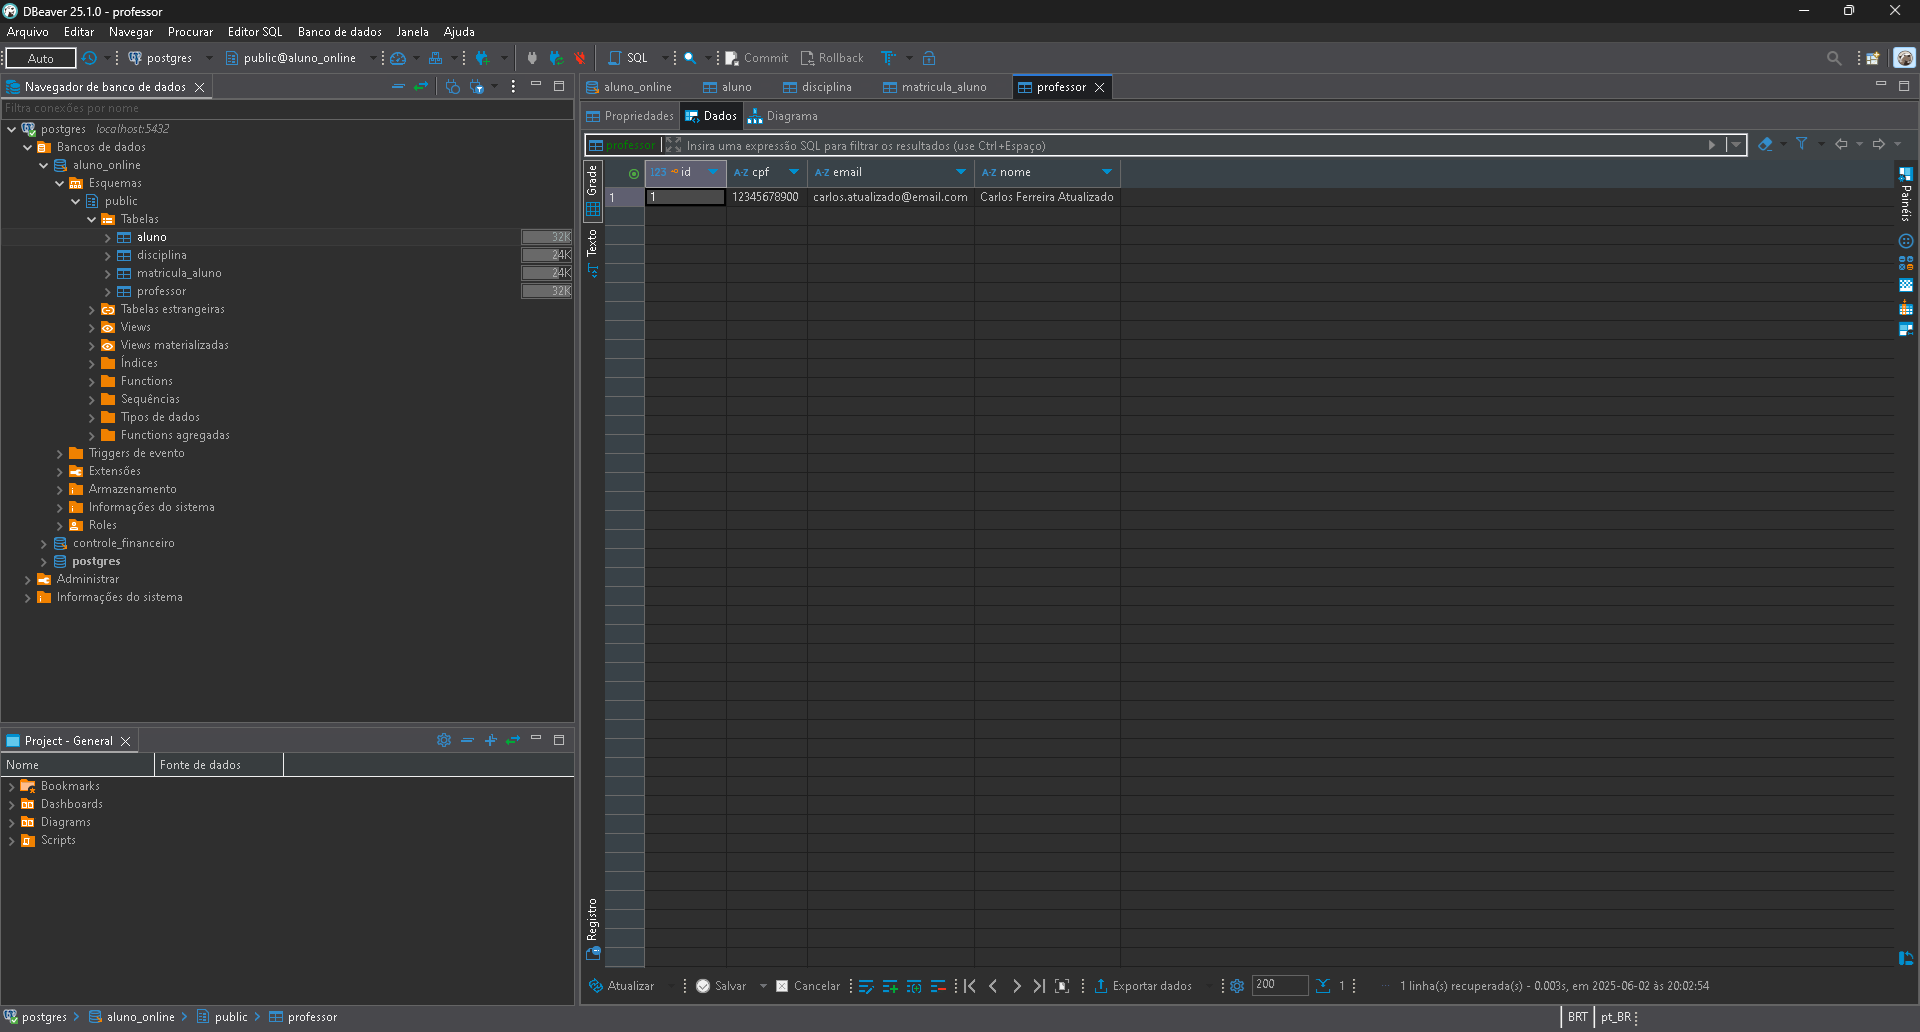 DBeaver 25.1.0 - professor
Arquivo Editar Navegar Procurar Editor SQL Banco de dados Janela Ajuda
Auto postgres public@aluno_online SQL Commit Rollback
Navegador de banco de dados
Filtra conexões por nome
postgres localhost:5432
Bancos de dados
aluno_online
Esquemas
public
Tabelas
aluno 32K
disciplina 24K
matricula_aluno 24K
professor 32K
Tabelas estrangeiras
Views
Views materializadas
Índices
Functions
Sequências
Tipos de dados
Functions agregadas
Triggers de evento
Extensões
Armazenamento
Informações do sistema
Roles
controle_financeiro
postgres
Administrar
Informações do sistema
Project - General
Nome Fonte de dados
Bookmarks
Dashboards
Diagrams
Scripts
aluno_online aluno disciplina matricula_aluno professor
Propriedades Dados Diagrama
professor Insira uma expressão SQL para filtrar os resultados (use Ctrl+Espaço)
Grade
Texto
Registro
123 id A-Z cpf A-Z email A-Z nome
1 1 12345678900 carlos.atualizado@email.com Carlos Ferreira Atualizado
Painéis
Atualizar Salvar Cancelar Exportar dados 200 1 1 linha(s) recuperada(s) - 0.003s, em 2025-06-02 às 20:02:54
postgres aluno_online public professor BRT pt_BR